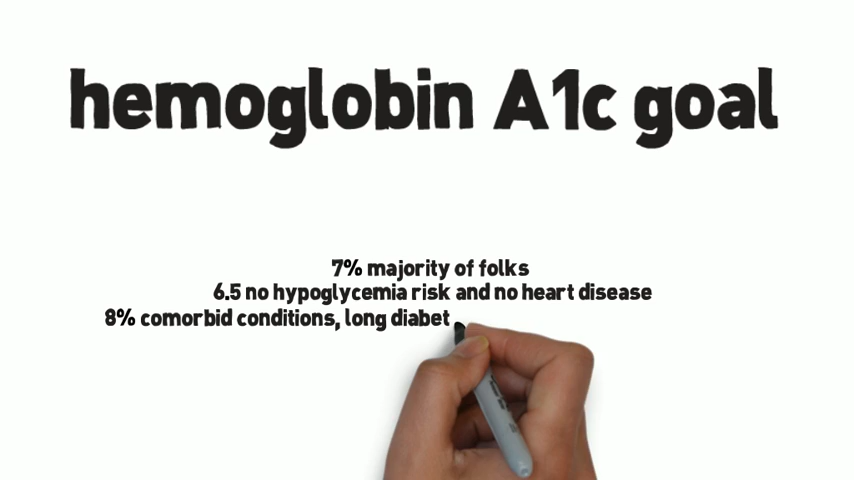 hemoglobin A1c goal
7% majority of folks
6.5 no hypoglycemia risk and no heart disease
8% comorbid conditions, long diabet